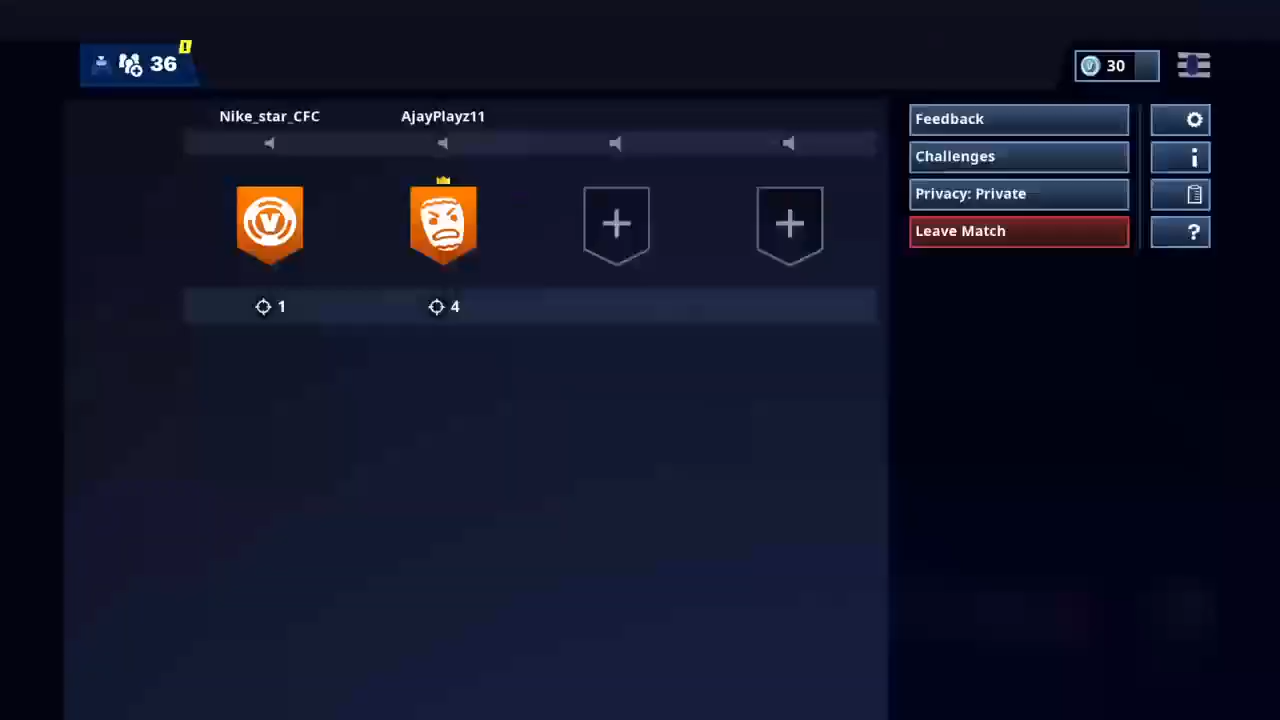 36
!
30
Nike_star_CFC
AjayPlayz11
1
4
Feedback
Challenges
Privacy: Private
Leave Match
i
?